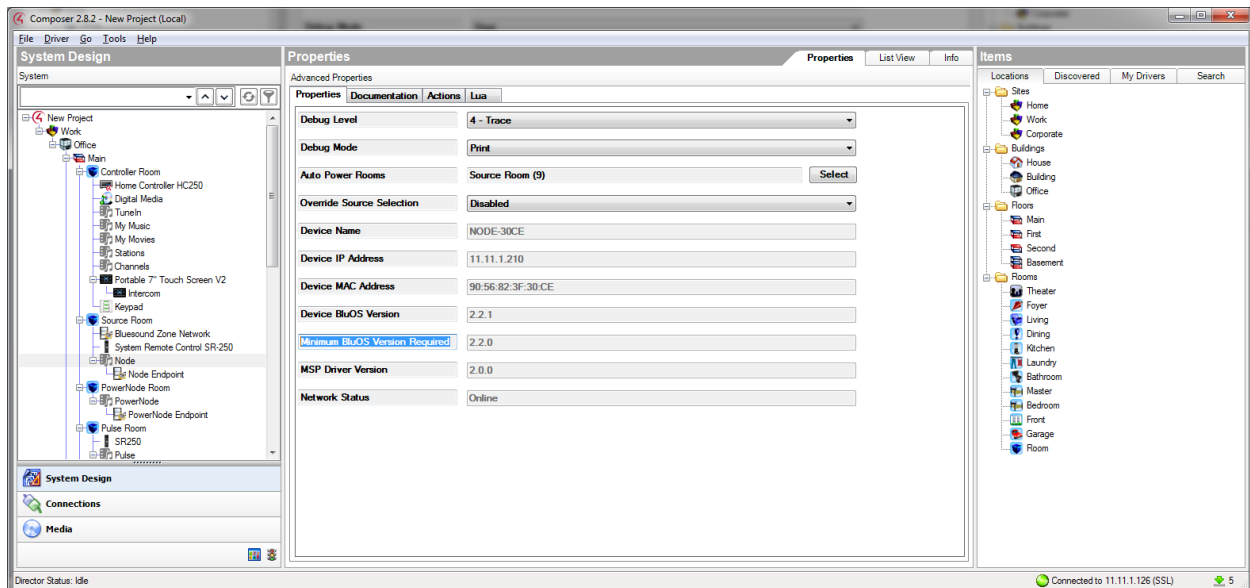 Composer 2.8.2 - New Project (Local)
File Driver Go Tools Help
System Design
System
New Project
Work
Office
Main
Controller Room
Home Controller HC250
Digital Media
TuneIn
My Music
My Movies
Stations
Channels
Portable 7" Touch Screen V2
Intercom
Keypad
Source Room
Bluesound Zone Network
System Remote Control SR-250
Node
Node Endpoint
PowerNode Room
PowerNode
PowerNode Endpoint
Pulse Room
SR250
Pulse
System Design
Connections
Media
Properties
Properties List View Info
Advanced Properties
Properties Documentation Actions Lua
Debug Level 4 - Trace
Debug Mode Print
Auto Power Rooms Source Room (9) Select
Override Source Selection Disabled
Device Name NODE-30CE
Device IP Address 11.11.1.210
Device MAC Address 90:56:82:3F:30:CE
Device BluOS Version 2.2.1
Minimum BluOS Version Required 2.2.0
MSP Driver Version 2.0.0
Network Status Online
Items
Locations Discovered My Drivers Search
Sites
Home
Work
Corporate
Buildings
House
Building
Office
Floors
Main
First
Second
Basement
Rooms
Theater
Foyer
Living
Dining
Kitchen
Laundry
Bathroom
Master
Bedroom
Front
Garage
Room
Director Status: Idle
Connected to 11.11.1.126 (SSL) 5